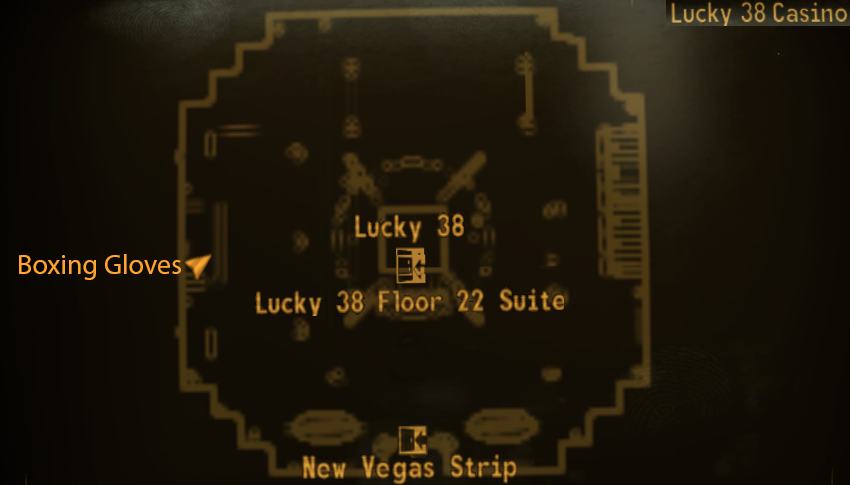 Lucky 38 Casino
Lucky 38
Boxing Gloves
Lucky 38 Floor 22 Suite
New Vegas Strip